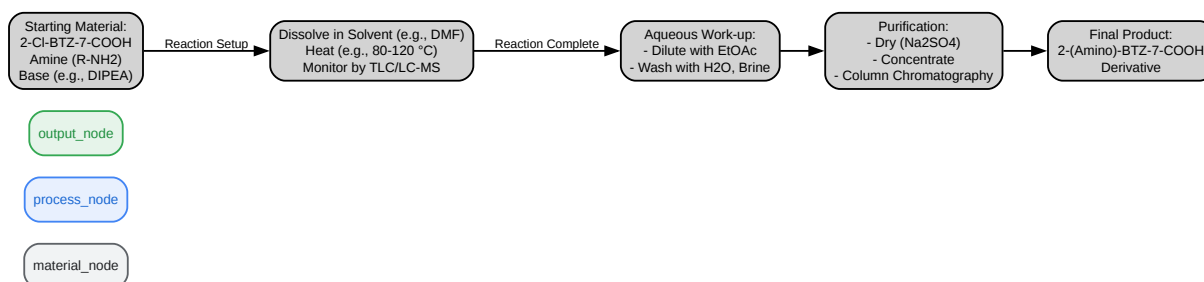 Starting Material:
2-Cl-BTZ-7-COOH
Amine (R-NH2)
Base (e.g., DIPEA)
Reaction Setup
Dissolve in Solvent (e.g., DMF)
Heat (e.g., 80-120 °C)
Monitor by TLC/LC-MS
Reaction Complete
Aqueous Work-up:
- Dilute with EtOAc
- Wash with H2O, Brine
Purification:
- Dry (Na2SO4)
- Concentrate
- Column Chromatography
Final Product:
2-(Amino)-BTZ-7-COOH
Derivative
output_node
process_node
material_node